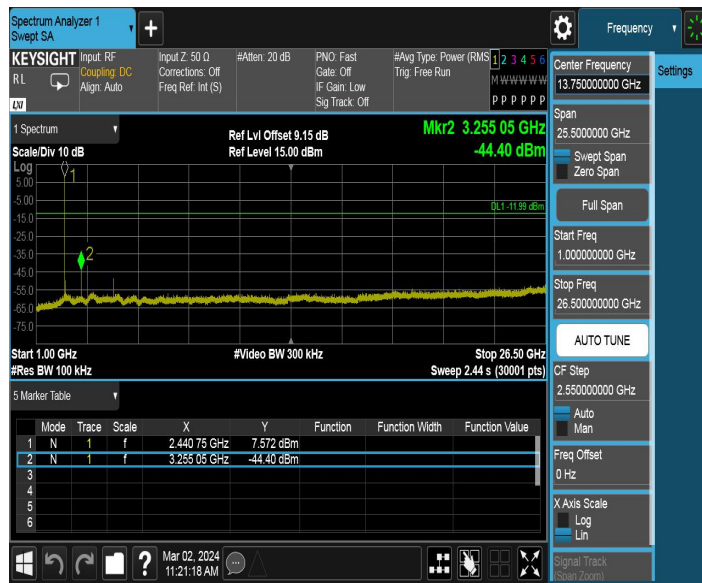 Spectrum Analyzer 1
Swept SA
+
Frequency
Settings
KEYSIGHT
RL
LXI
Input: RF
Coupling: DC
Align: Auto
Input Z: 50 Ω
Corrections: Off
Freq Ref: Int (S)
#Atten: 20 dB
PNO: Fast
Gate: Off
IF Gain: Low
Sig Track: Off
#Avg Type: Power (RMS
Trig: Free Run
1 2 3 4 5 6
M W W W W W
P P P P P P
1 Spectrum
Scale/Div 10 dB
Ref Lvl Offset 9.15 dB
Ref Level 15.00 dBm
Mkr2 3.255 05 GHz
-44.40 dBm
Log
5.00
-5.00
-15.0
-25.0
-35.0
-45.0
-55.0
-65.0
-75.0
1
2
DL1 -11.99 dBm
Start 1.00 GHz
#Video BW 300 kHz
Stop 26.50 GHz
#Res BW 100 kHz
Sweep 2.44 s (30001 pts)
5 Marker Table
Mode Trace Scale X Y Function Function Width Function Value
1 N 1 f 2.440 75 GHz 7.572 dBm
2 N 1 f 3.255 05 GHz -44.40 dBm
3
4
5
6
Center Frequency
13.750000000 GHz
Span
25.5000000 GHz
Swept Span
Zero Span
Full Span
Start Freq
1.000000000 GHz
Stop Freq
26.500000000 GHz
AUTO TUNE
CF Step
2.550000000 GHz
Auto
Man
Freq Offset
0 Hz
X Axis Scale
Log
Lin
Signal Track
(Span Zoom)
?
Mar 02, 2024
11:21:18 AM